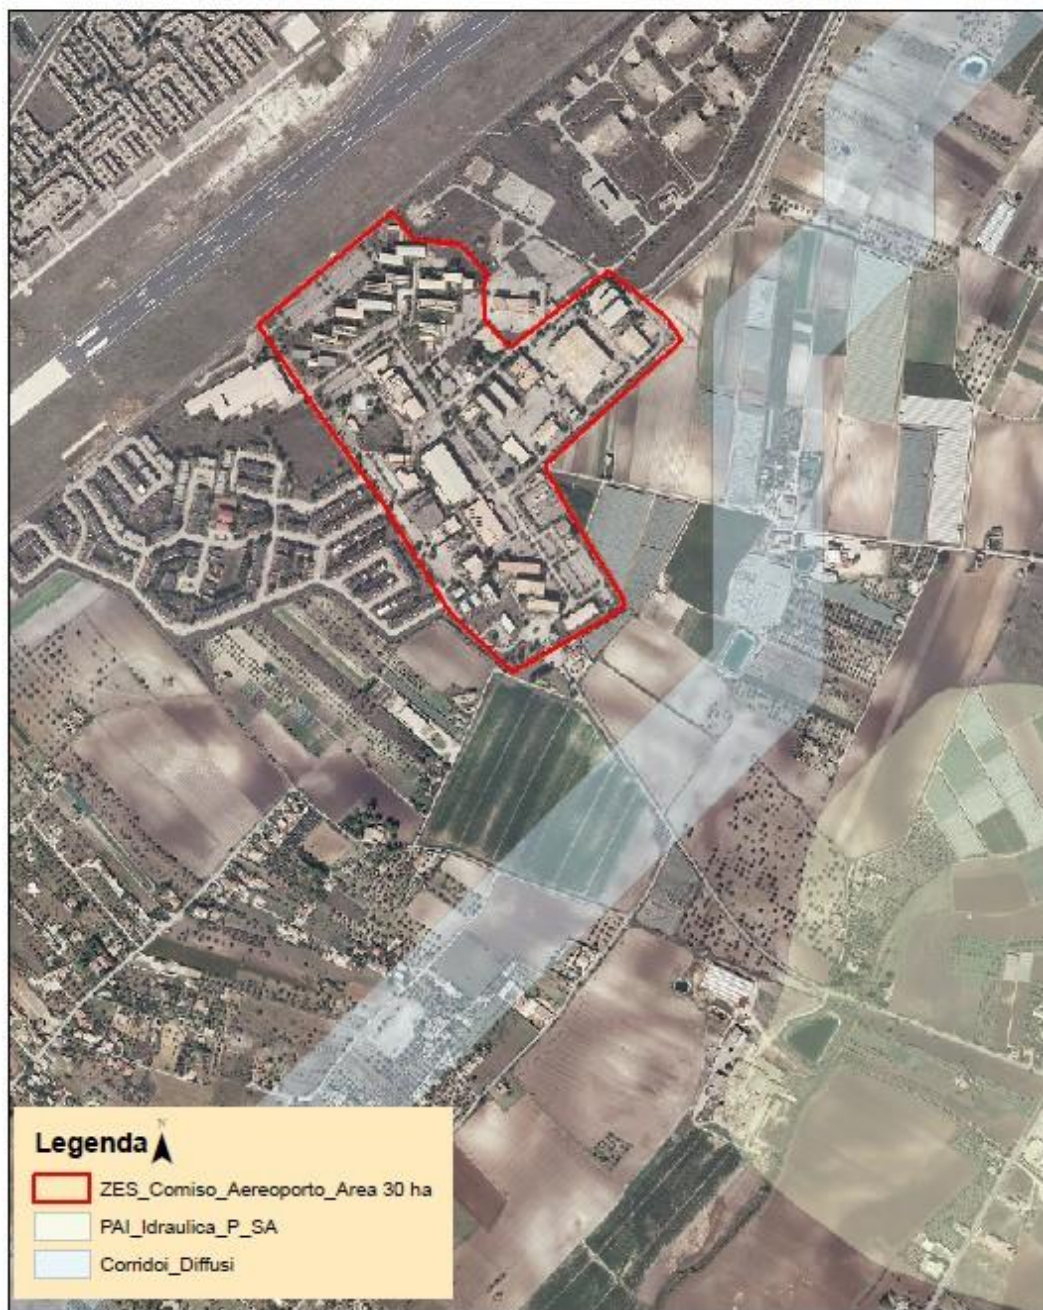 Legenda
N
ZES_Comiso_Aereoporto_Area 30 ha
PAI_Idraulica_P_SA
Corridoi_Diffusi